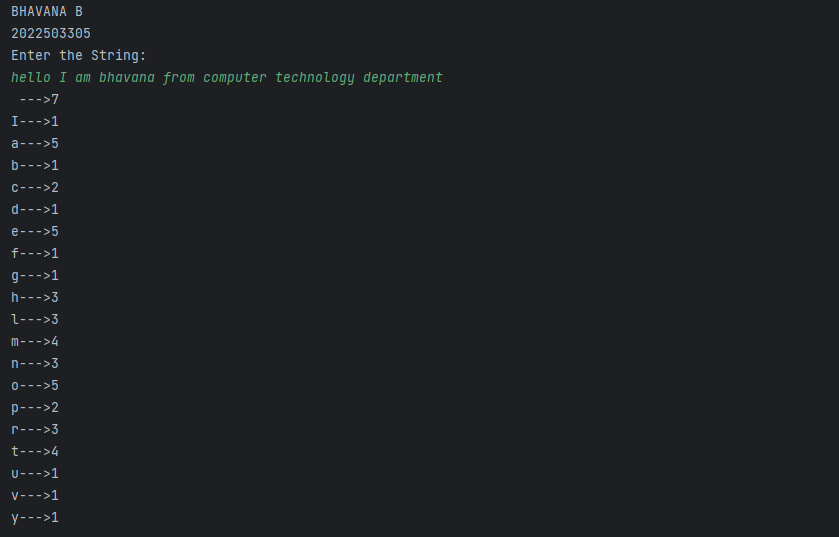 BHAVANA B
2022503305
Enter the String:
hello I am bhavana from computer technology department
 --->7
I--->1
a--->5
b--->1
c--->2
d--->1
e--->5
f--->1
g--->1
h--->3
l--->3
m--->4
n--->3
o--->5
p--->2
r--->3
t--->4
u--->1
v--->1
y--->1